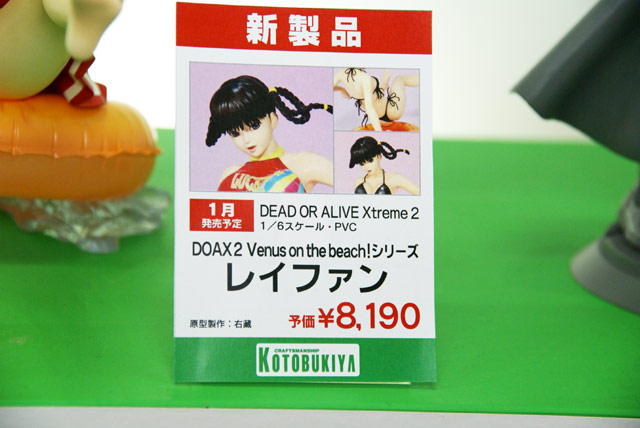 新製品
1月
発売予定
DEAD OR ALIVE Xtreme 2
1/6スケール・PVC
DOAX2 Venus on the beach!シリーズ
レイファン
原型製作:右藏
予価 ¥8,190
CRAFTSMANSHIP
KOTOBUKIYA